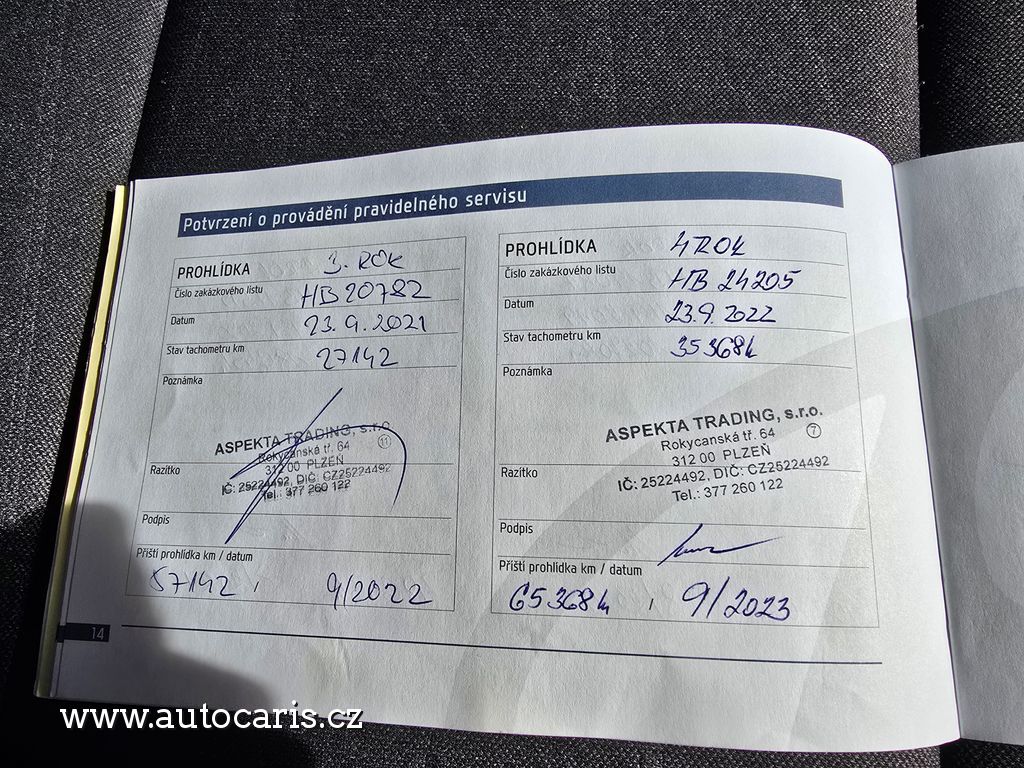 Potvrzení o provádění pravidelného servisu
PROHLÍDKA 3. ROK
Číslo zakázkového listu HB 20782
Datum 23.9.2021
Stav tachometru km 27142
Poznámka
ASPEKTA TRADING, s.r.o.
Rokycanská tř. 64 11
312 00 PLZEŇ
Razítko
IČ: 25224492, DIČ: CZ25224492
Tel.: 377 260 122
Podpis
Příští prohlídka km / datum
57142 / 9/2022
PROHLÍDKA 4 ROK
Číslo zakázkového listu HB 24205
Datum 23.9.2022
Stav tachometru km 35368k
Poznámka
ASPEKTA TRADING, s.r.o.
Rokycanská tř. 64 7
312 00 PLZEŇ
Razítko
IČ: 25224492, DIČ: CZ25224492
Tel.: 377 260 122
Podpis
Příští prohlídka km / datum
65368k / 9/2023
14
www.autocaris.cz